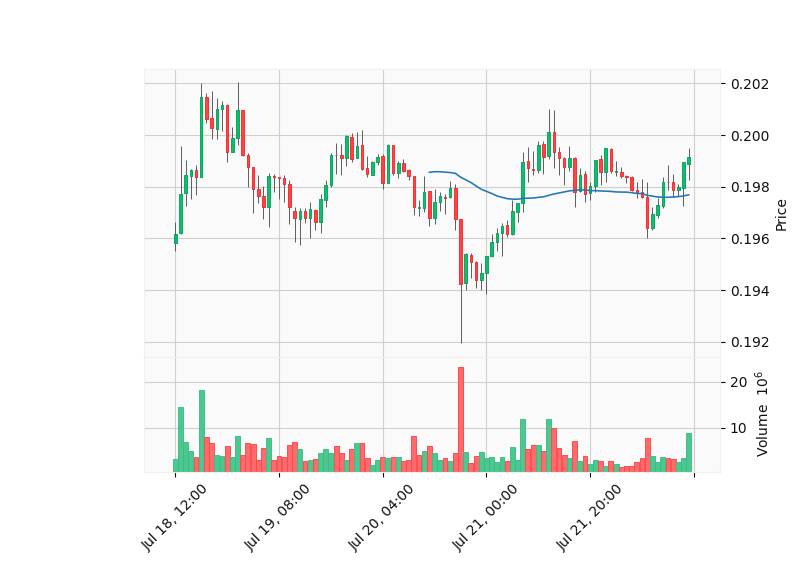 0.202
0.200
0.198
0.196
0.194
0.192
Price
20
10
Volume 10^6
Jul 18, 12:00
Jul 19, 08:00
Jul 20, 04:00
Jul 21, 00:00
Jul 21, 20:00